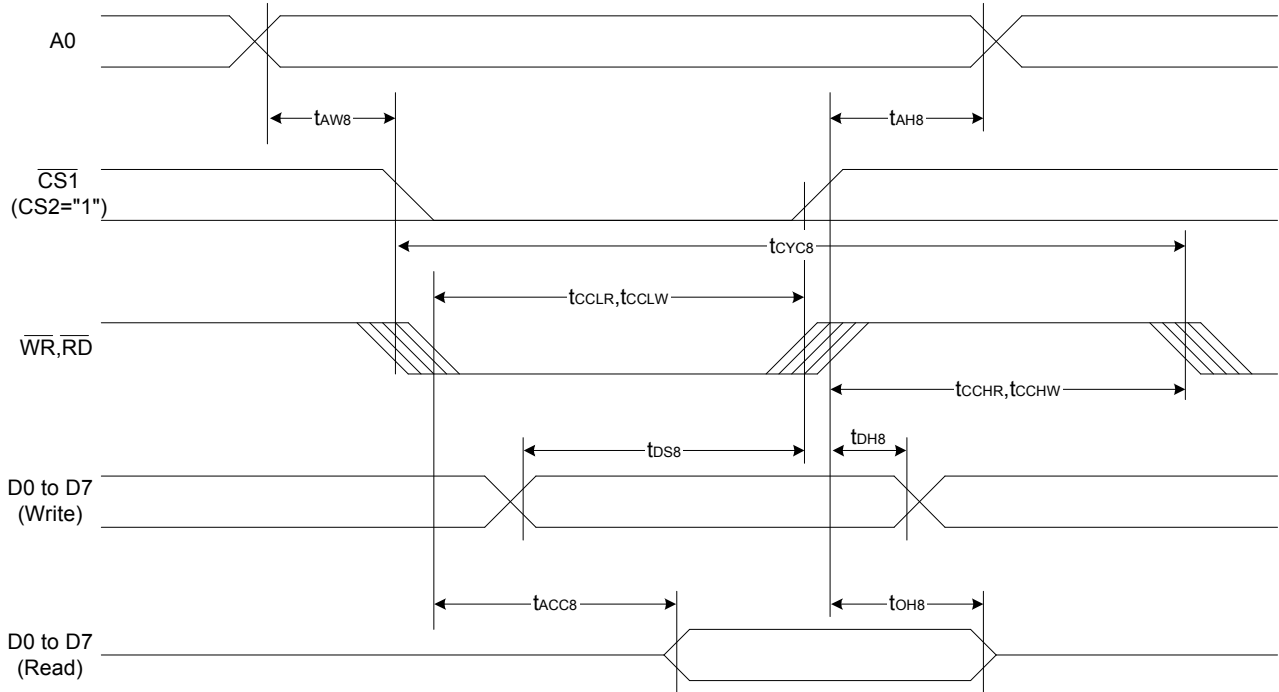 A0
tAW8
tAH8
CS1
(CS2="1")
tCYC8
tCCLR,tCCLW
WR,RD
tCCHR,tCCHW
tDS8
tDH8
D0 to D7
(Write)
tACC8
tOH8
D0 to D7
(Read)